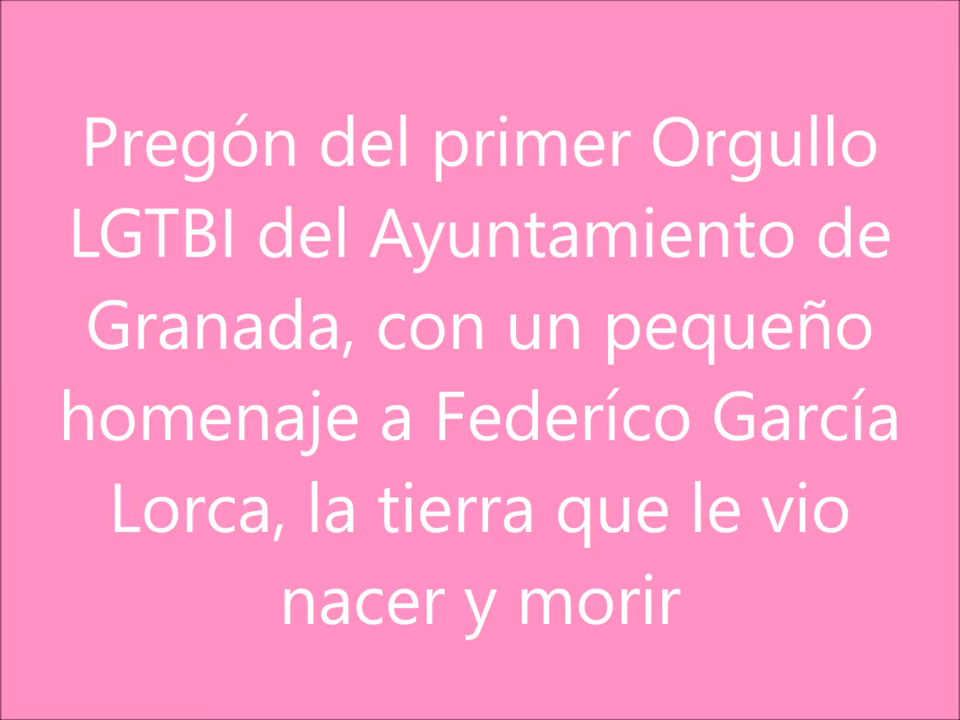 Pregón del primer Orgullo
LGTBI del Ayuntamiento de
Granada, con un pequeño
homenaje a Federíco García
Lorca, la tierra que le vio
nacer y morir